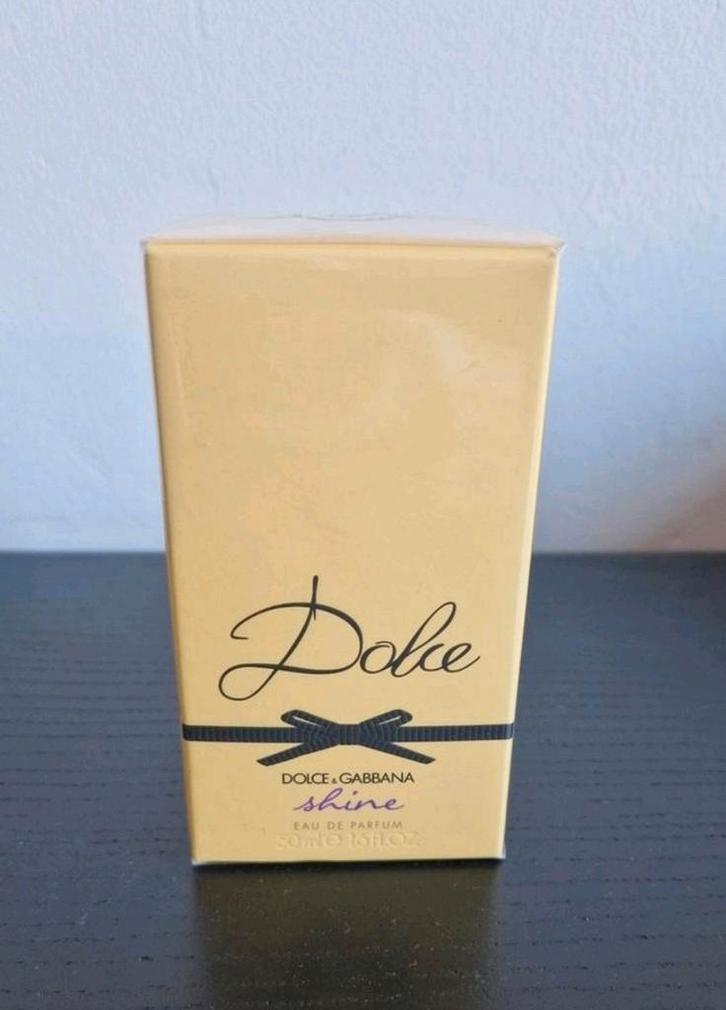 Dolce
DOLCE & GABBANA
shine
EAU DE PARFUM
50ml ℮ 1.6fl.OZ.